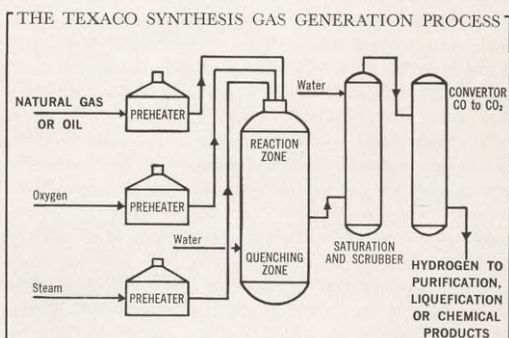 THE TEXACO SYNTHESIS GAS GENERATION PROCESS
NATURAL GAS
OR OIL
PREHEATER
Oxygen
PREHEATER
Steam
PREHEATER
Water
REACTION
ZONE
QUENCHING
ZONE
Water
SATURATION
AND SCRUBBER
CONVERTOR
CO to CO₂
HYDROGEN TO
PURIFICATION,
LIQUEFICATION
OR CHEMICAL
PRODUCTS